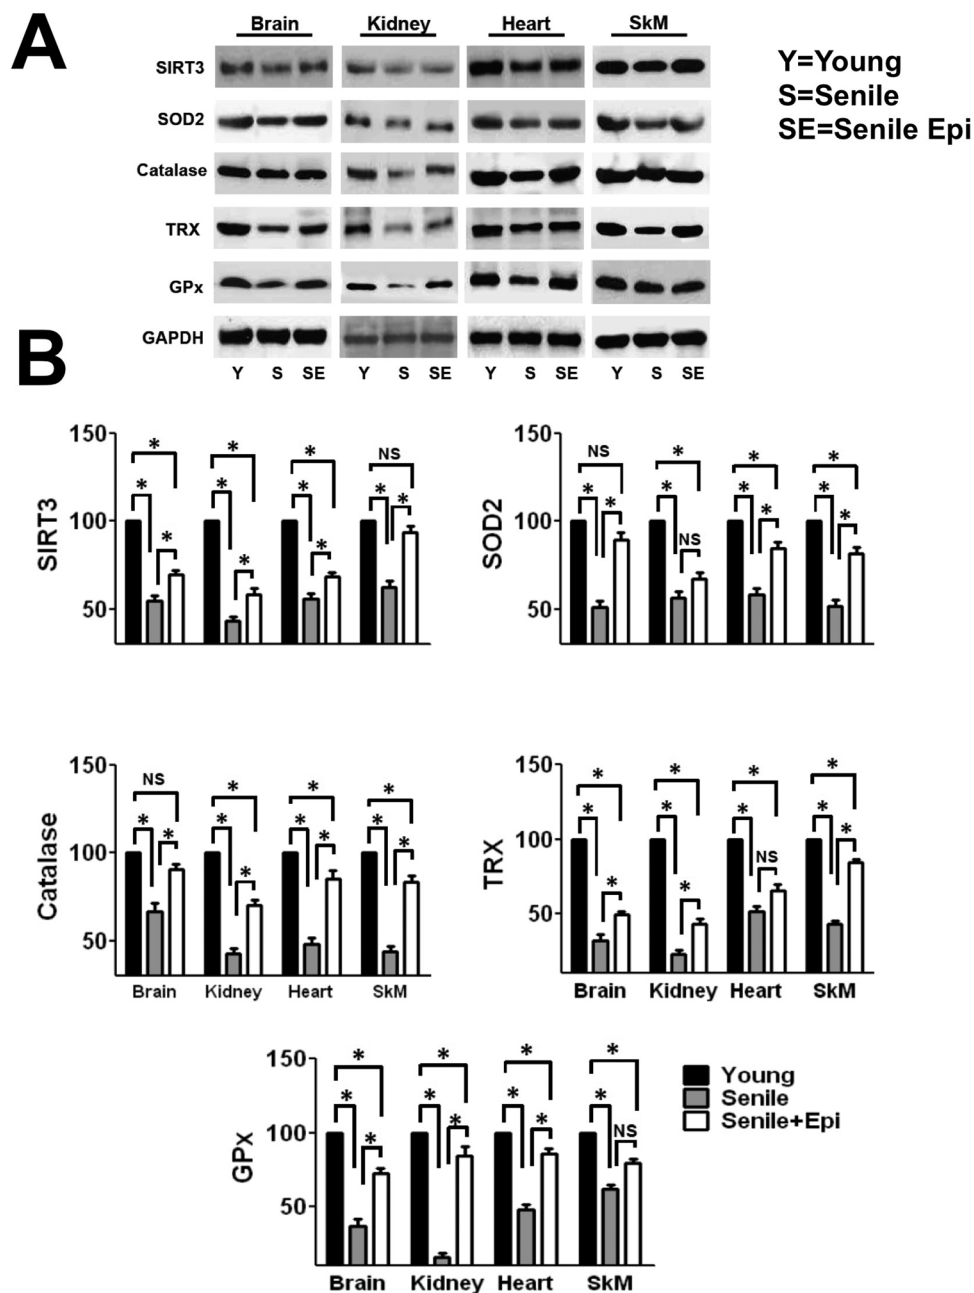 A
Brain Kidney Heart SkM
SIRT3
SOD2
Catalase
TRX
GPx
GAPDH
Y S SE Y S SE Y S SE Y S SE
Y=Young
S=Senile
SE=Senile Epi
B
SIRT3
150
100
50
* * * * * * * * * NS * *
SOD2
150
100
50
NS * * * * NS * * * * * *
Catalase
150
100
50
NS * * * * * * * * * * *
Brain Kidney Heart SkM
TRX
150
100
50
* * * * * * * * NS * * *
Brain Kidney Heart SkM
GPx
150
100
50
* * * * * * * * * * * NS
Brain Kidney Heart SkM
Young
Senile
Senile+Epi